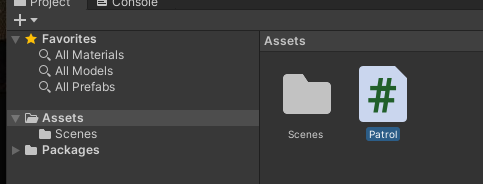 Project
Console
Favorites
All Materials
All Models
All Prefabs
Assets
Scenes
Packages
Assets
Scenes
#
Patrol